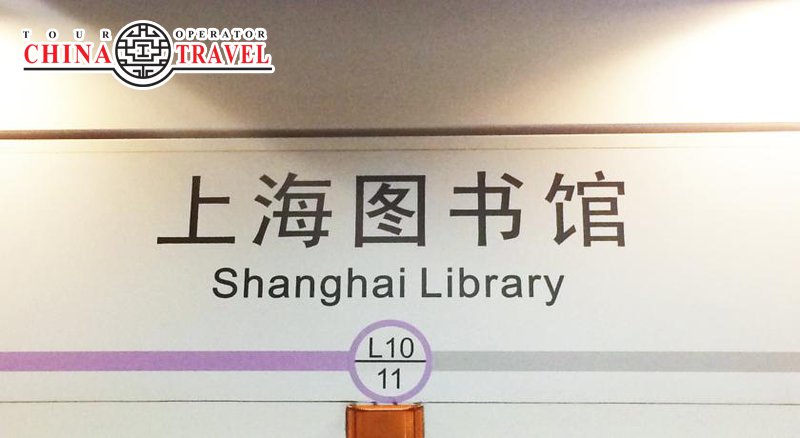 TOUR OPERATOR
CHINA TRAVEL
上海图书馆
Shanghai Library
L10
11